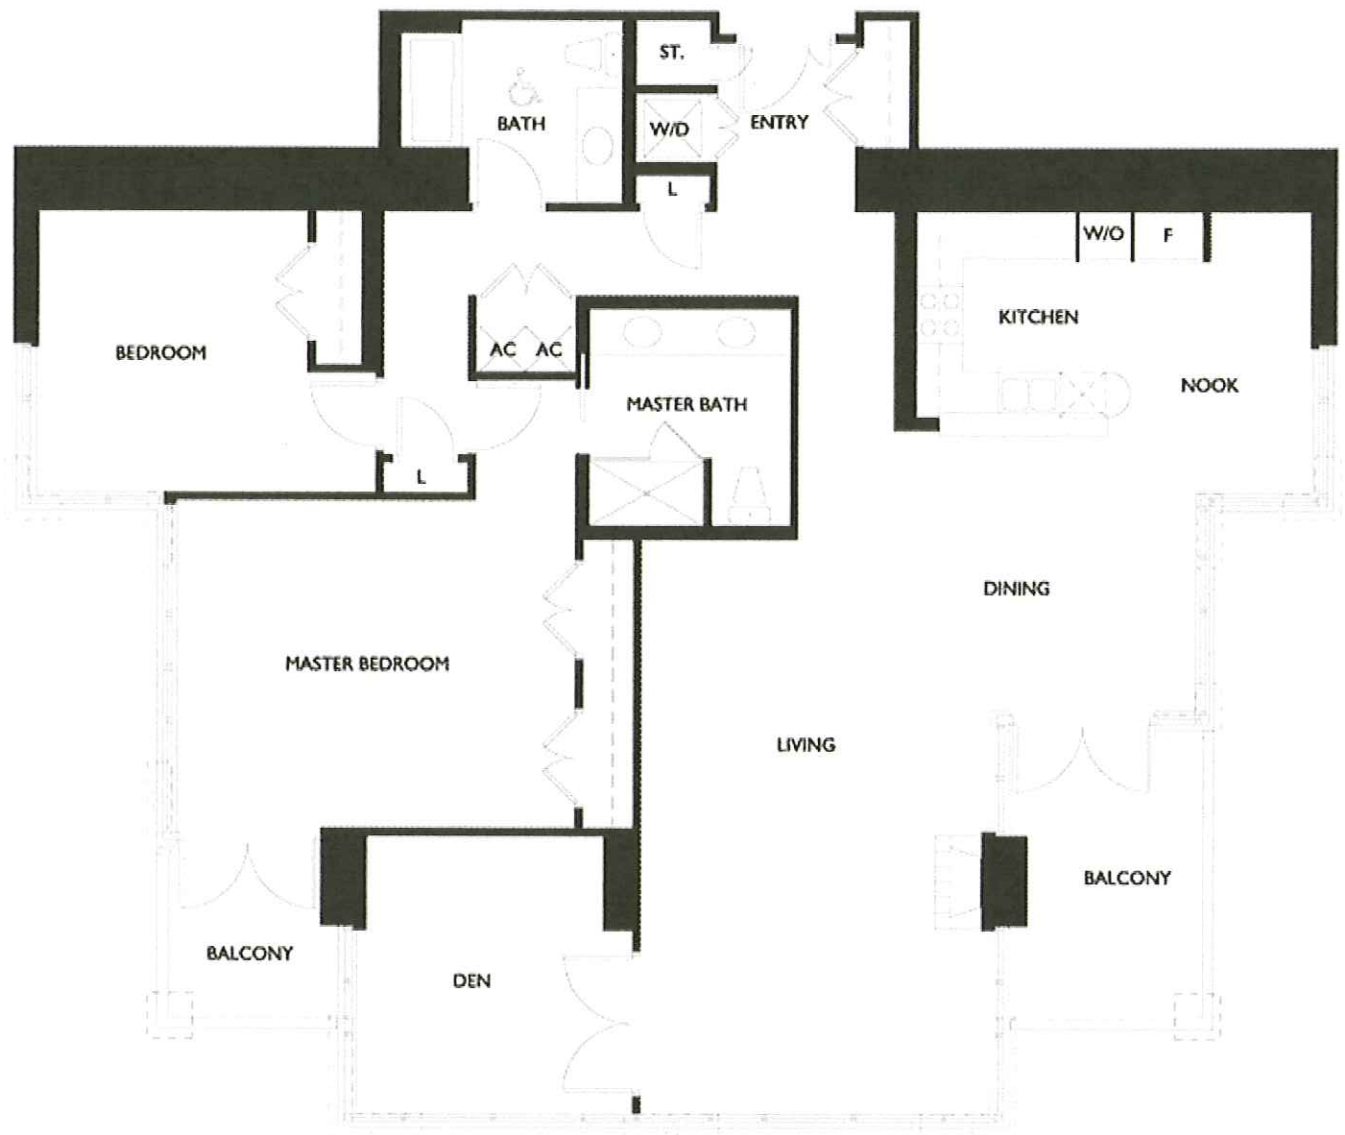 ST.
BATH
W/D
ENTRY
L
W/O
F
KITCHEN
BEDROOM
AC
AC
NOOK
MASTER BATH
L
DINING
MASTER BEDROOM
LIVING
BALCONY
BALCONY
DEN